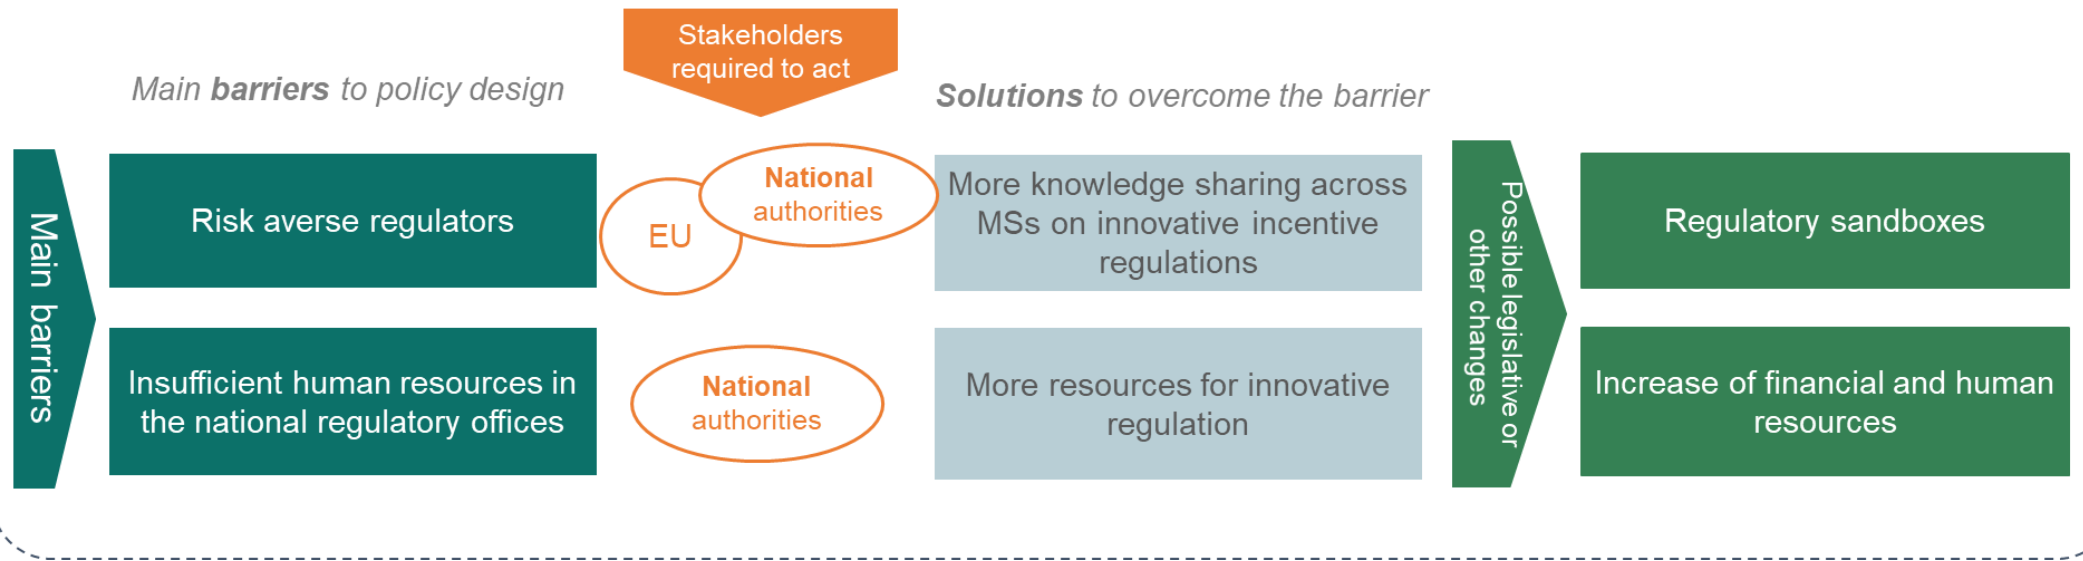 Stakeholders
required to act
Main barriers to policy design
Solutions to overcome the barrier
Main barriers
Risk averse regulators
EU
National
authorities
More knowledge sharing across
MSs on innovative incentive
regulations
Possible legislative or
other changes
Regulatory sandboxes
Insufficient human resources in
the national regulatory offices
National
authorities
More resources for innovative
regulation
Increase of financial and human
resources